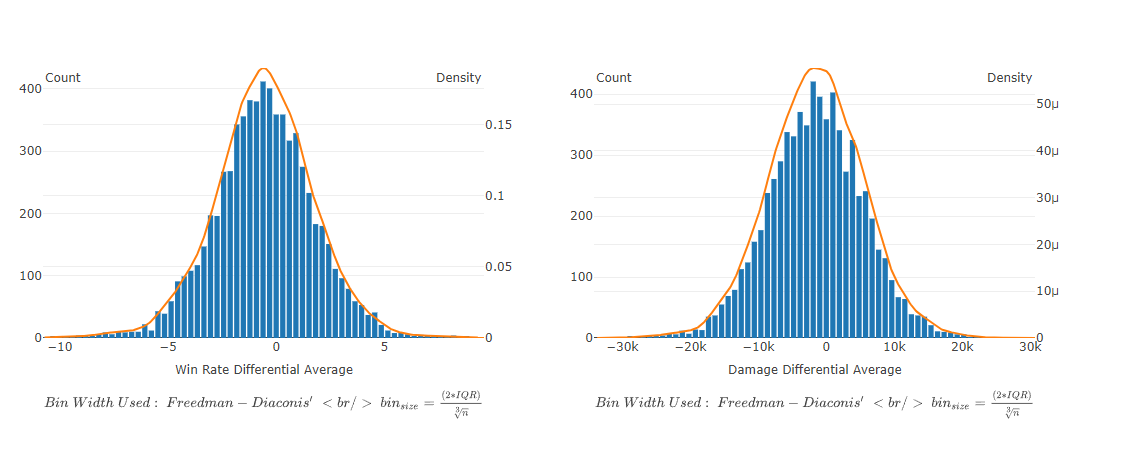 Count
Density
400
300
200
100
0
0.15
0.1
0.05
0
−10
−5
0
5
Win Rate Differential Average
Bin Width Used : Freedman − Diaconis′ < br/ > bin_size = (2∗IQR) / ∛n
Count
Density
400
300
200
100
0
50μ
40μ
30μ
20μ
10μ
0
−30k
−20k
−10k
0
10k
20k
30k
Damage Differential Average
Bin Width Used : Freedman − Diaconis′ < br/ > bin_size = (2∗IQR) / ∛n